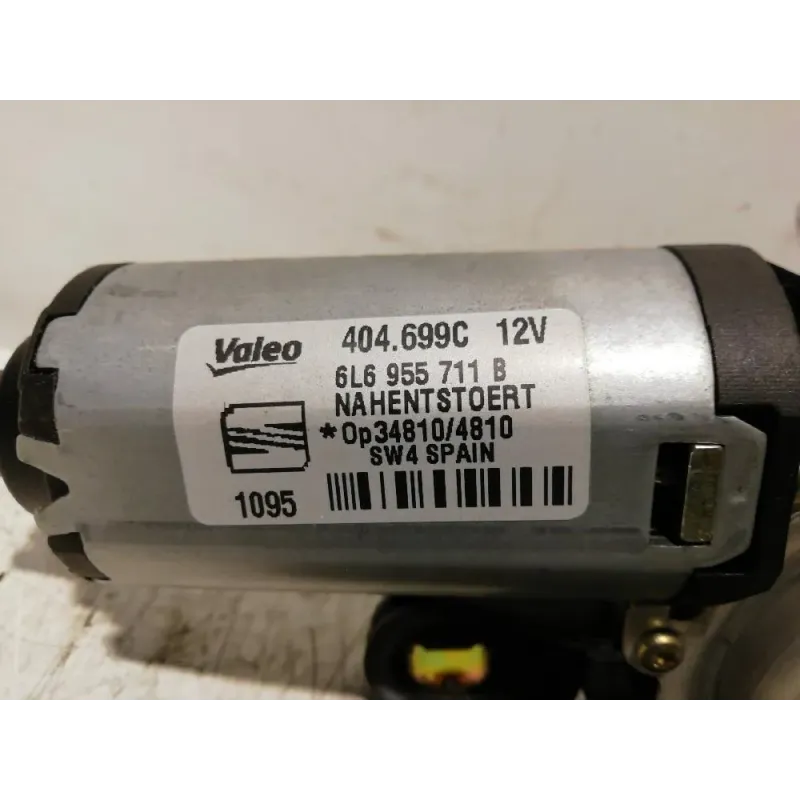 Valeo 404.699C 12V
6L6 955 711 B
NAHENTSTOERT
*Op34810/4810
SW4 SPAIN
1095